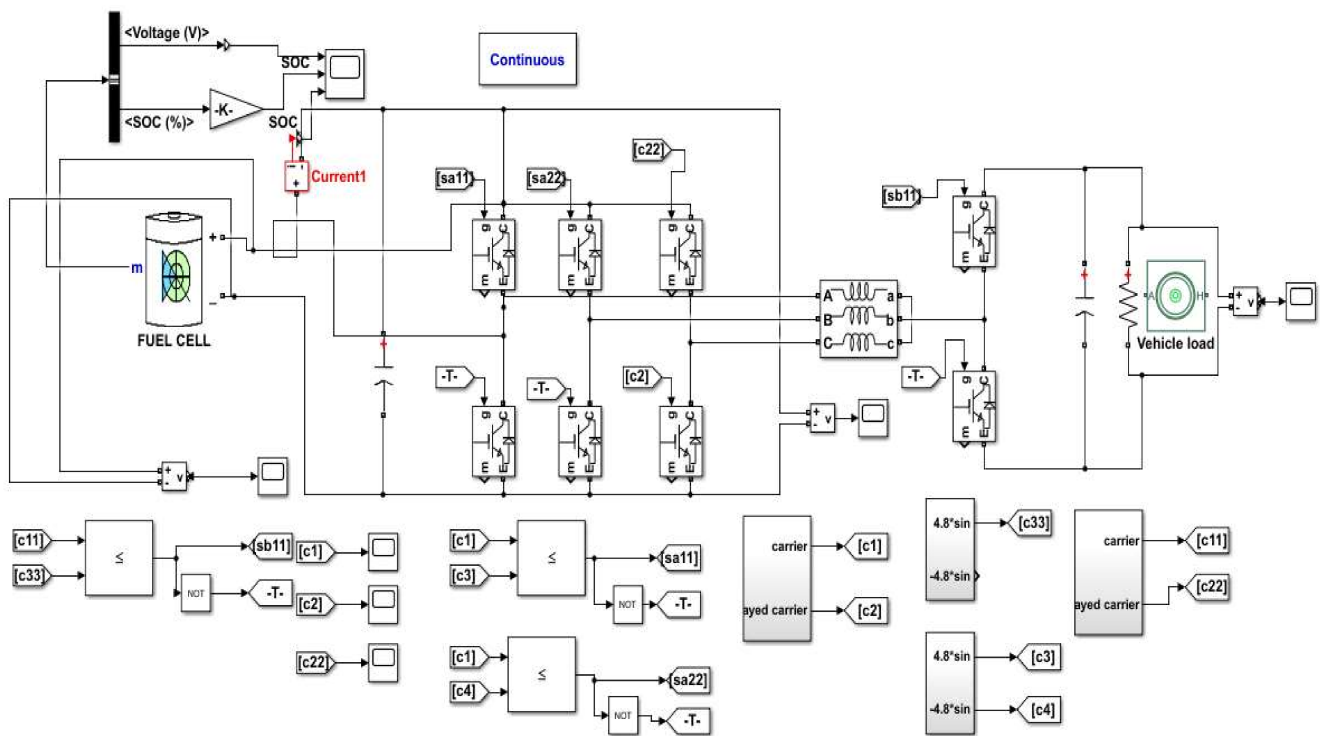 <Voltage (V)>
SOC
Continuous
-K-
<SOC (%)>
SOC
[c22]
Current1
[sa11]
[sa22]
[sb11]
g C
m E
g C
m E
g C
m E
g C
m E
+
m
−
FUEL CELL
A a
B b
C c
A H
+ v
-
Vehicle load
-T-
-T-
[c2]
-T-
g C
m E
g C
m E
g C
m E
g C
m E
+ v
-
+ v
-
[c11]
[c33]
≤
[sb11]
NOT
-T-
[c1]
[c2]
[c22]
[c1]
[c3]
≤
[sa11]
NOT
-T-
[c1]
[c4]
≤
[sa22]
NOT
-T-
carrier
[c1]
ayed carrier
[c2]
4.8*sin
[c33]
-4.8*sin
carrier
[c11]
ayed carrier
[c22]
4.8*sin
[c3]
-4.8*sin
[c4]